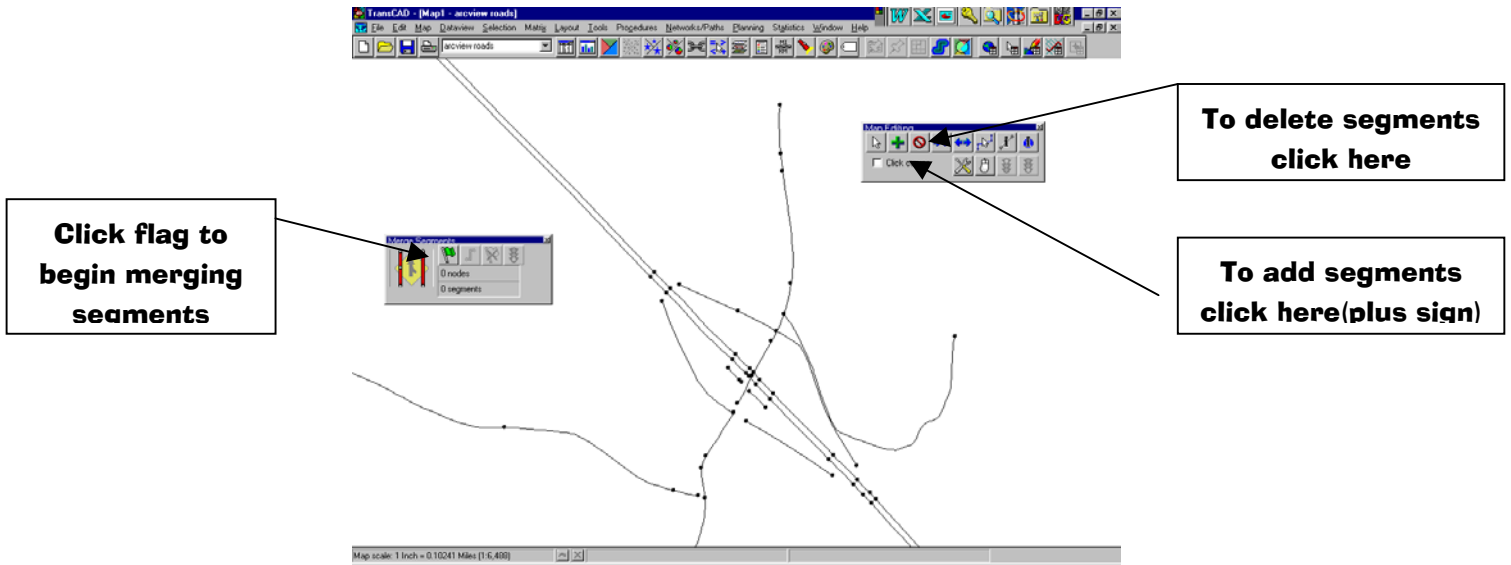 TransCAD - [Map1 - arcview roads]
File Edit Map Dataview Selection Matrix Layout Tools Procedures Networks/Paths Planning Statistics Window Help
arcview roads
To delete segments
click here
Map Editing
Click
Click flag to
begin merging
segments
Merge Segments
0 nodes
0 segments
To add segments
click here(plus sign)
Map scale: 1 Inch = 0.10241 Miles (1:6,488)